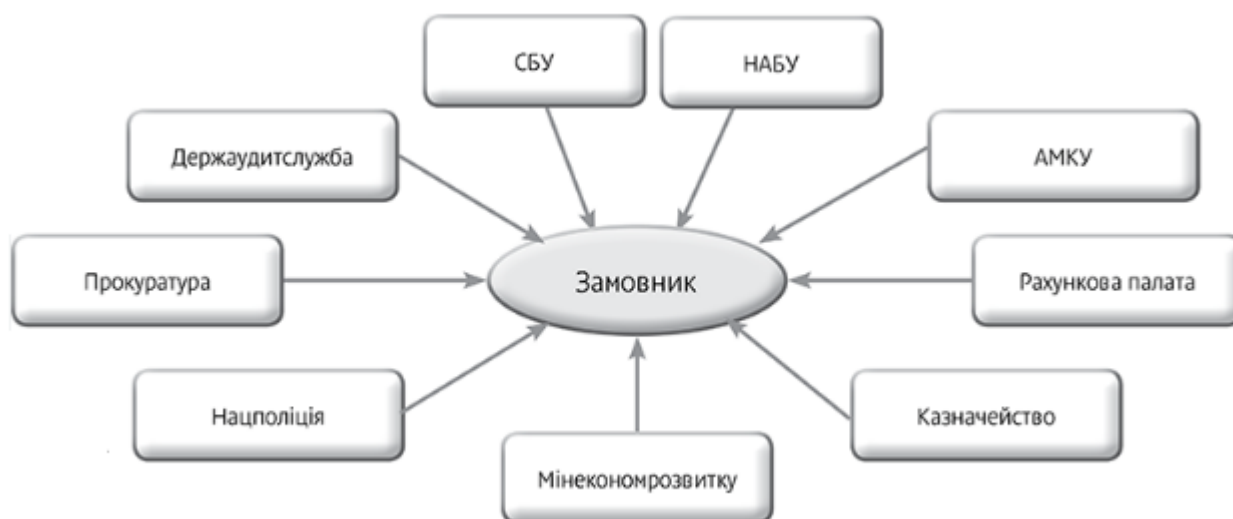 СБУ
НАБУ
Держаудитслужба
АМКУ
Прокуратура
Замовник
Рахункова палата
Нацполіція
Казначейство
Мінекономрозвитку